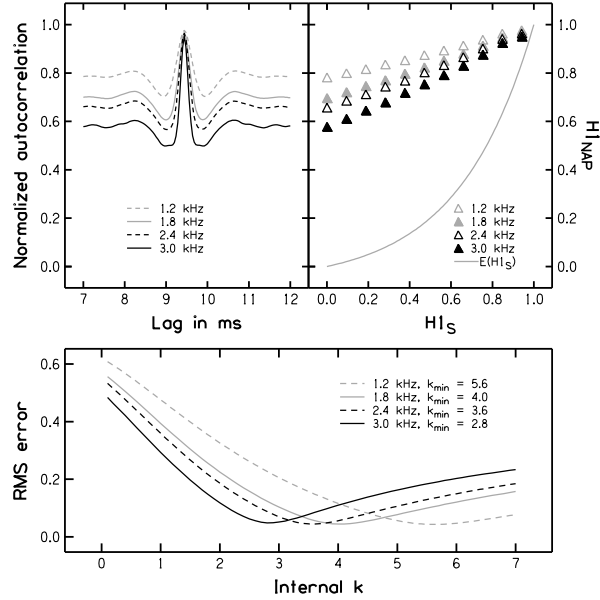 Normalized autocorrelation
1.0
0.8
0.6
0.4
0.2
0.0
1.2 kHz
1.8 kHz
2.4 kHz
3.0 kHz
7 8 9 10 11 12
Lag in ms
1.2 kHz
1.8 kHz
2.4 kHz
3.0 kHz
E(H1S)
0.0 0.2 0.4 0.6 0.8 1.0
H1S
1.0
0.8
0.6
0.4
0.2
0.0
H1NAP
RMS error
0.6
0.4
0.2
0.0
1.2 kHz, kmin = 5.6
1.8 kHz, kmin = 4.0
2.4 kHz, kmin = 3.6
3.0 kHz, kmin = 2.8
0 1 2 3 4 5 6 7
Internal k